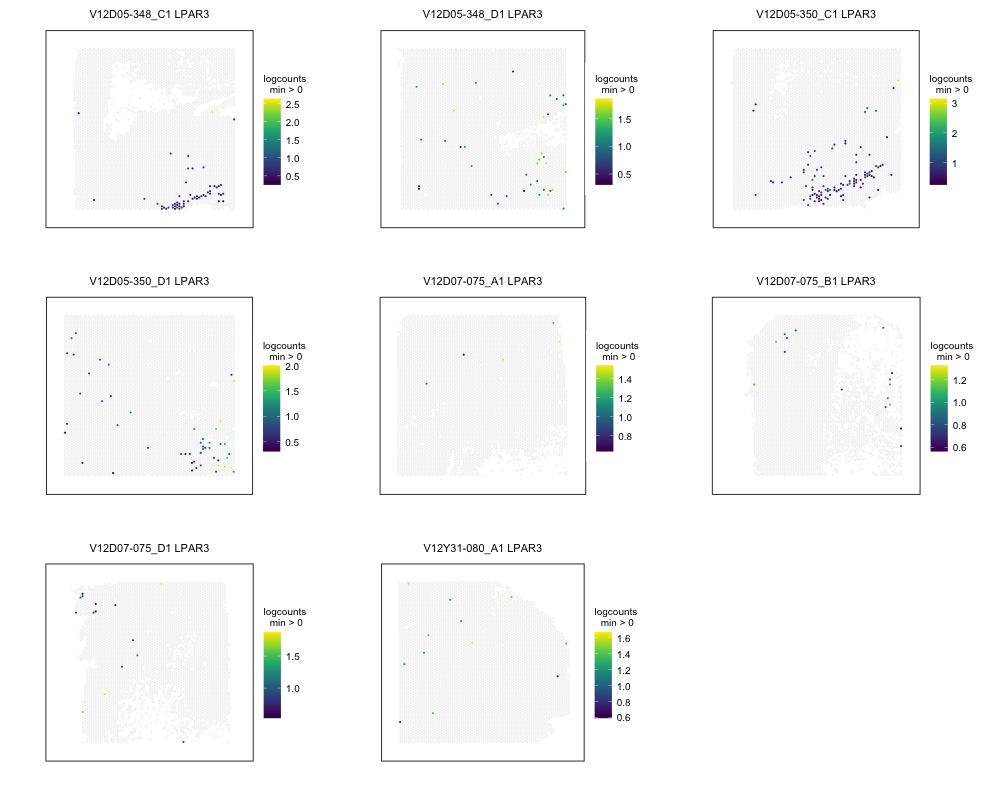 V12D05-348_C1 LPAR3
logcounts
min > 0
2.5
2.0
1.5
1.0
0.5
V12D05-348_D1 LPAR3
logcounts
min > 0
1.5
1.0
0.5
V12D05-350_C1 LPAR3
logcounts
min > 0
3
2
1
V12D05-350_D1 LPAR3
logcounts
min > 0
2.0
1.5
1.0
0.5
V12D07-075_A1 LPAR3
logcounts
min > 0
1.4
1.2
1.0
0.8
V12D07-075_B1 LPAR3
logcounts
min > 0
1.2
1.0
0.8
0.6
V12D07-075_D1 LPAR3
logcounts
min > 0
1.5
1.0
V12Y31-080_A1 LPAR3
logcounts
min > 0
1.6
1.4
1.2
1.0
0.8
0.6